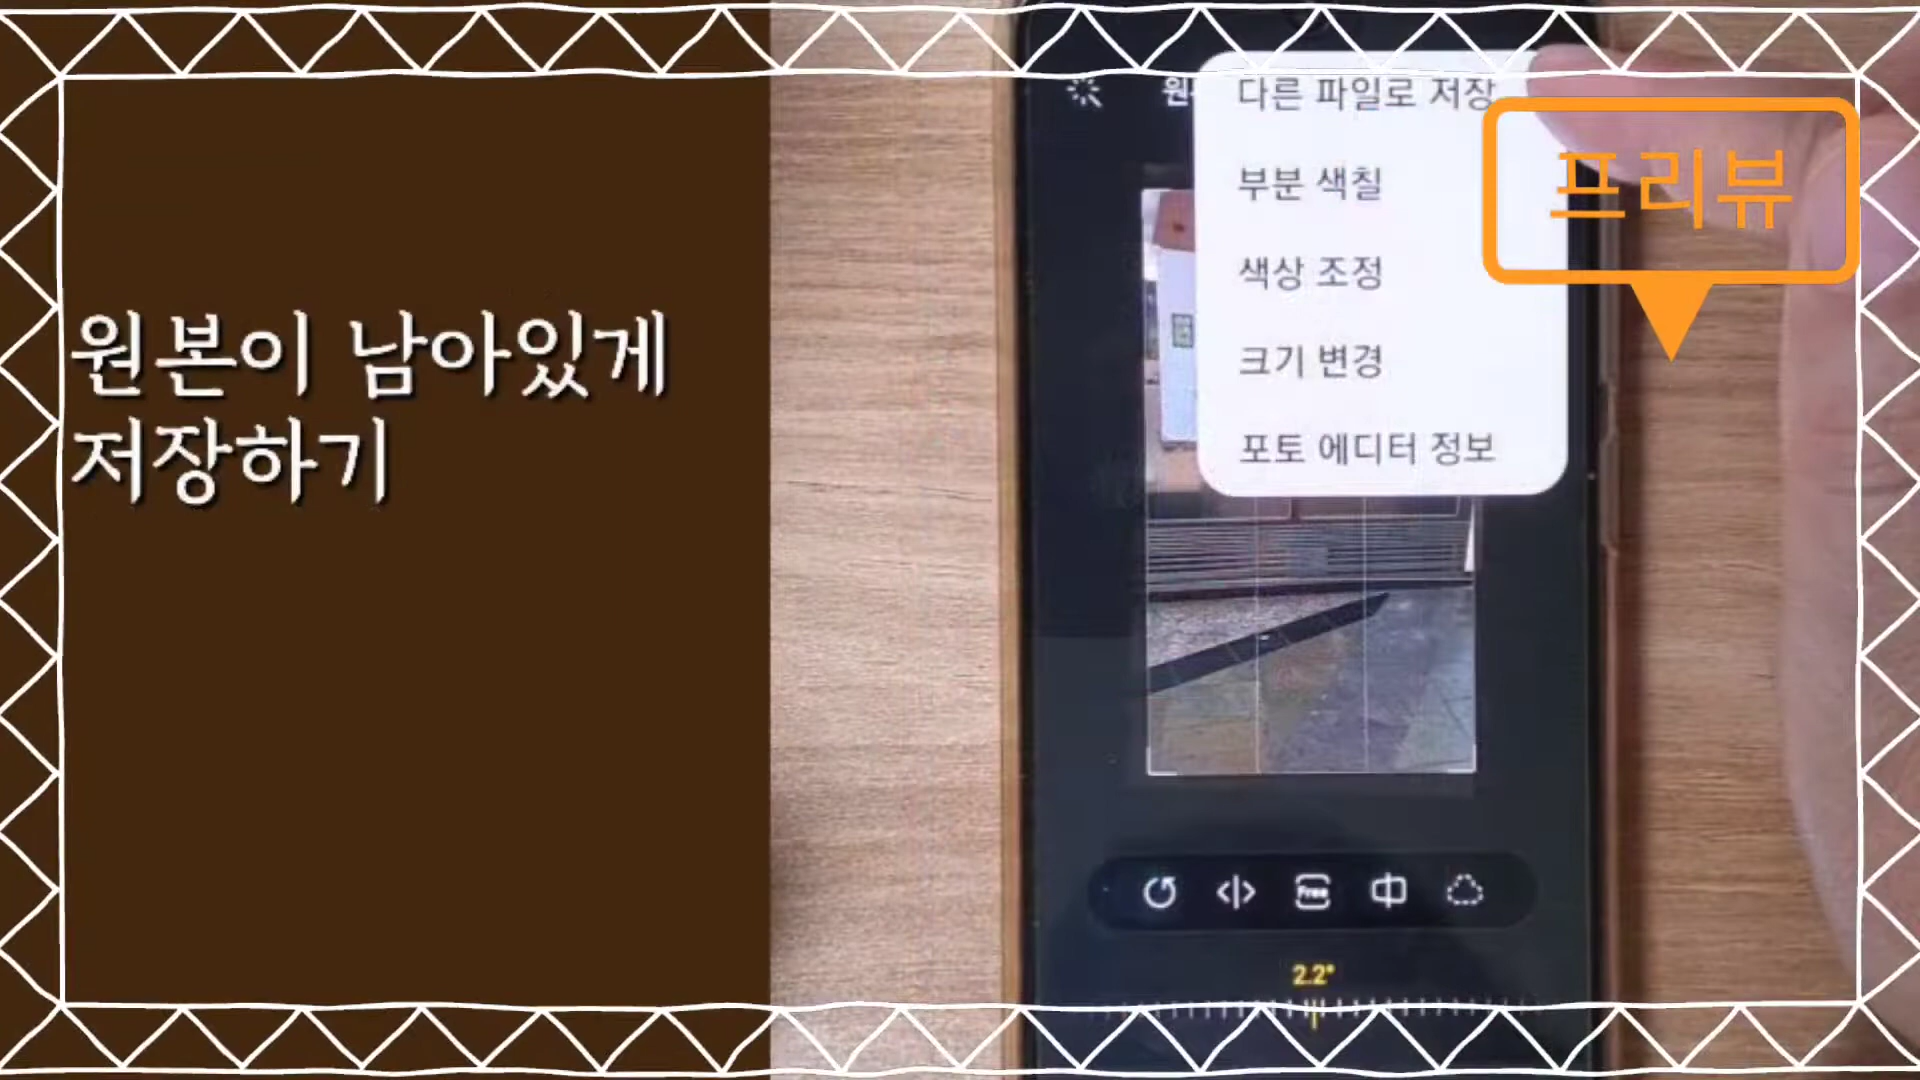 원본이 남아있게
저장하기
다른 파일로 저장
부분 색칠
색상 조정
크기 변경
포토 에디터 정보
프리뷰
Free
2.2°